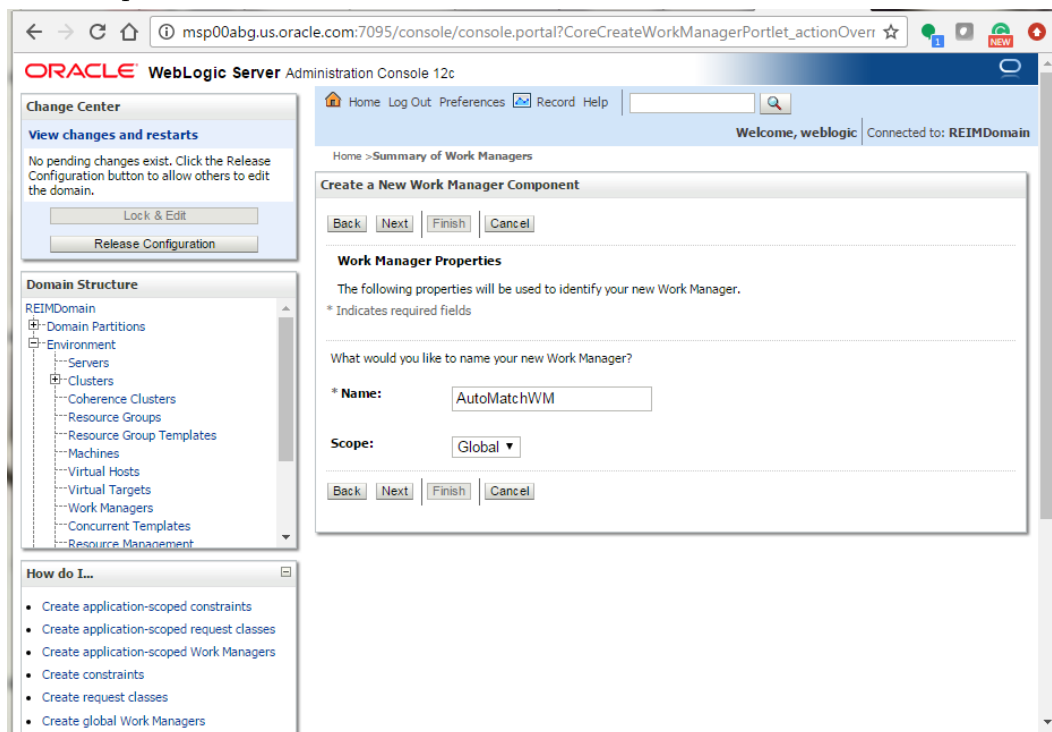 msp00abg.us.oracle.com:7095/console/console.portal?CoreCreateWorkManagerPortlet_actionOverr
1
NEW
ORACLE WebLogic Server Administration Console 12c
Change Center
View changes and restarts
No pending changes exist. Click the Release
Configuration button to allow others to edit
the domain.
Lock & Edit
Release Configuration
Domain Structure
REIMDomain
Domain Partitions
Environment
Servers
Clusters
Coherence Clusters
Resource Groups
Resource Group Templates
Machines
Virtual Hosts
Virtual Targets
Work Managers
Concurrent Templates
Resource Management
How do I...
Create application-scoped constraints
Create application-scoped request classes
Create application-scoped Work Managers
Create constraints
Create request classes
Create global Work Managers
Home Log Out Preferences Record Help
Welcome, weblogic Connected to: REIMDomain
Home >Summary of Work Managers
Create a New Work Manager Component
Back Next Finish Cancel
Work Manager Properties
The following properties will be used to identify your new Work Manager.
* Indicates required fields
What would you like to name your new Work Manager?
* Name: AutoMatchWM
Scope: Global
Back Next Finish Cancel